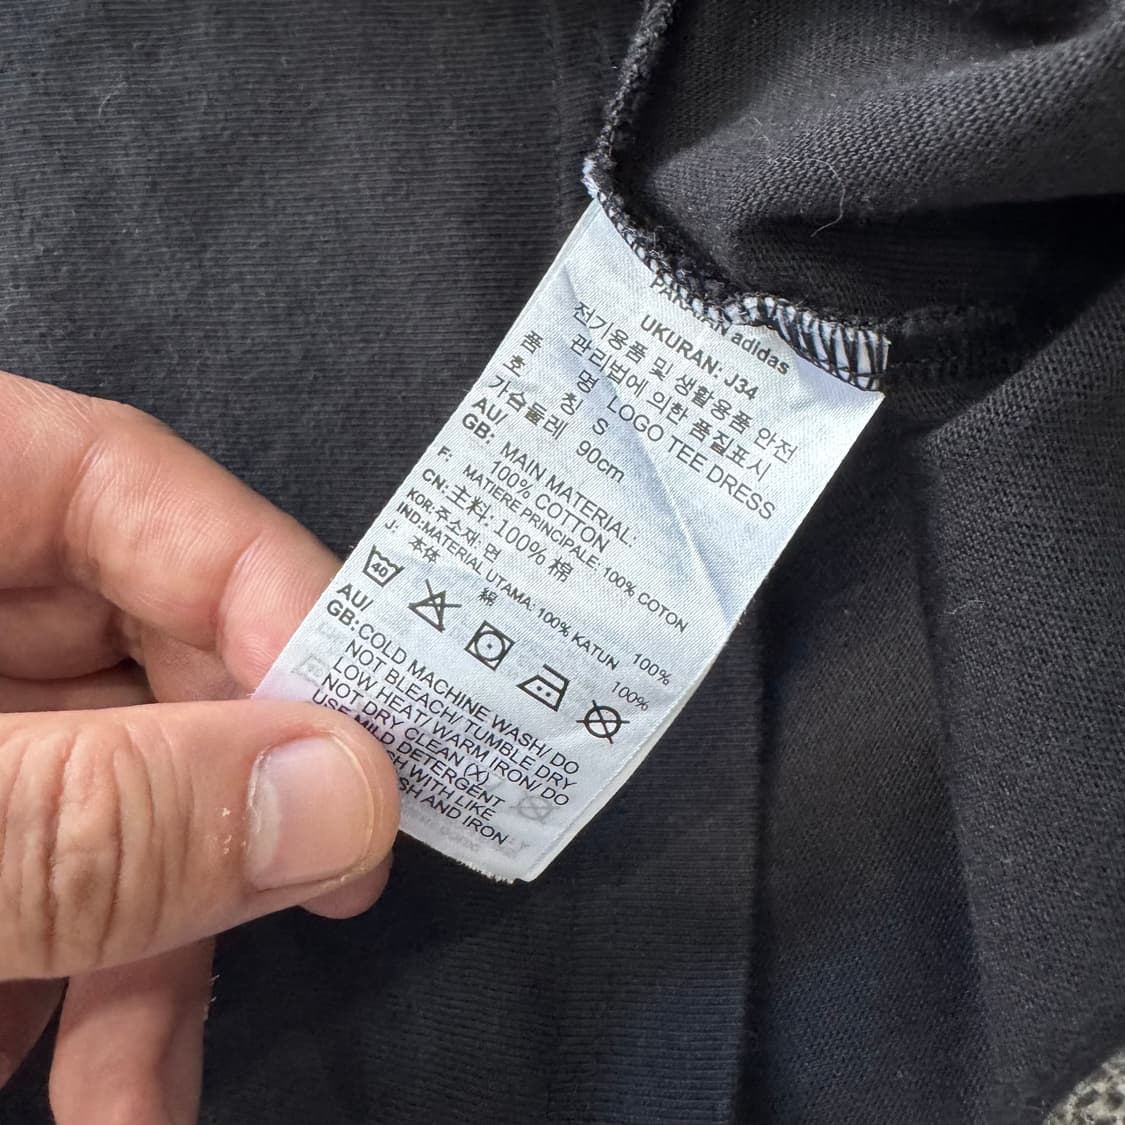 PAKAIAN adidas
UKURAN: J34
전기용품 및 생활용품 안전
관리법에 의한 품질표시
품 명 LOGO TEE DRESS
호 칭 S
가슴둘레 90cm
AU/
GB: MAIN MATERIAL:
100% COTTON
F: MATIERE PRINCIPALE: 100% COTON
CN: 主料: 100% 棉
KOR: 주소재: 면 100%
IND: MATERIAL UTAMA: 100% KATUN
J: 本体 綿 100%
40
AU/
GB: COLD MACHINE WASH/ DO
NOT BLEACH/ TUMBLE DRY
LOW HEAT/ WARM IRON/ DO
NOT DRY CLEAN (X)
USE MILD DETERGENT
SH WITH LIKE
SH AND IRON